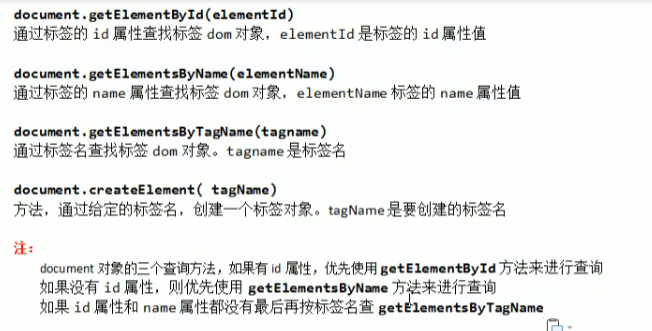 document.getElementById(elementId)
通过标签的 id 属性查找标签 dom 对象，elementId 是标签的 id 属性值
document.getElementsByName(elementName)
通过标签的 name 属性查找标签 dom 对象，elementName 标签的 name 属性值
document.getElementsByTagName(tagname)
通过标签名查找标签 dom 对象。tagname 是标签名
document.createElement( tagName)
方法，通过给定的标签名，创建一个标签对象。tagName 是要创建的标签名
注：
document 对象的三个查询方法，如果有 id 属性，优先使用 getElementById 方法来进行查询
如果没有 id 属性，则优先使用 getElementsByName 方法来进行查询
如果 id 属性和 name 属性都没有最后再按标签名查 getElementsByTagName